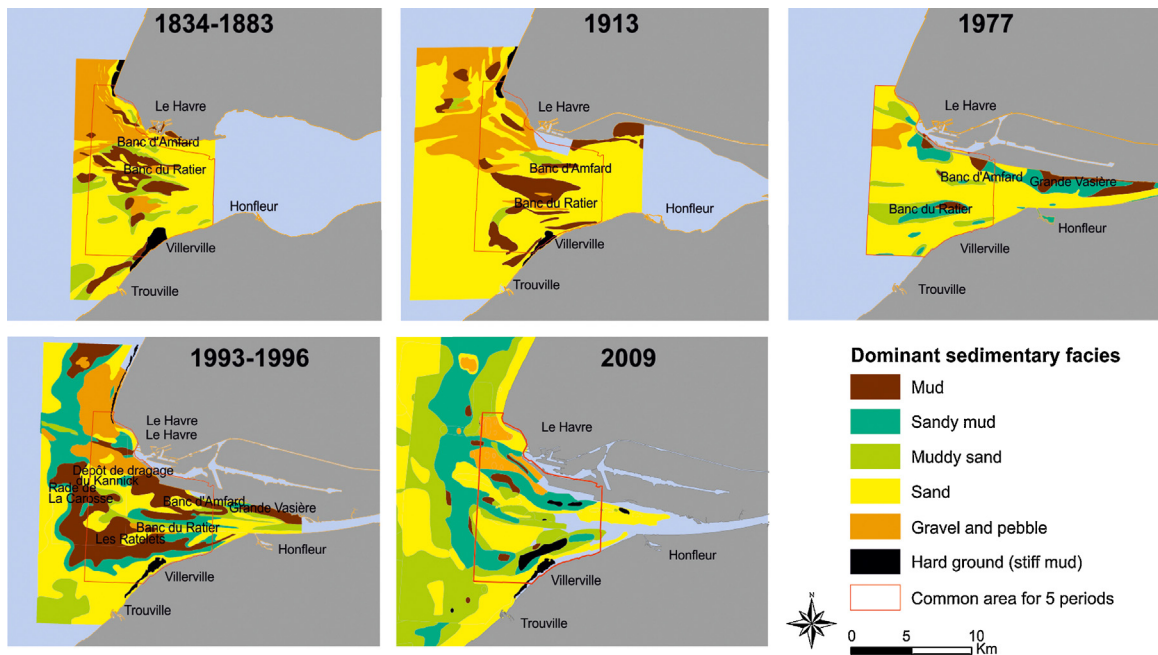 1834-1883
Le Havre
Banc d'Amfard
Banc du Ratier
Honfleur
Villerville
Trouville
1913
Le Havre
Banc d'Amfard
Banc du Ratier
Honfleur
Villerville
Trouville
1977
Le Havre
Banc d'Amfard
Grande Vasière
Banc du Ratier
Honfleur
Villerville
Trouville
1993-1996
Le Havre
Le Havre
Dépôt de dragage
du Kannick
Rade de
La Carosse
Banc d'Amfard
Grande Vasière
Banc du Ratier
Les Ratelets
Honfleur
Villerville
Trouville
2009
Le Havre
Honfleur
Villerville
Trouville
Dominant sedimentary facies
Mud
Sandy mud
Muddy sand
Sand
Gravel and pebble
Hard ground (stiff mud)
Common area for 5 periods
N
0 5 10
Km